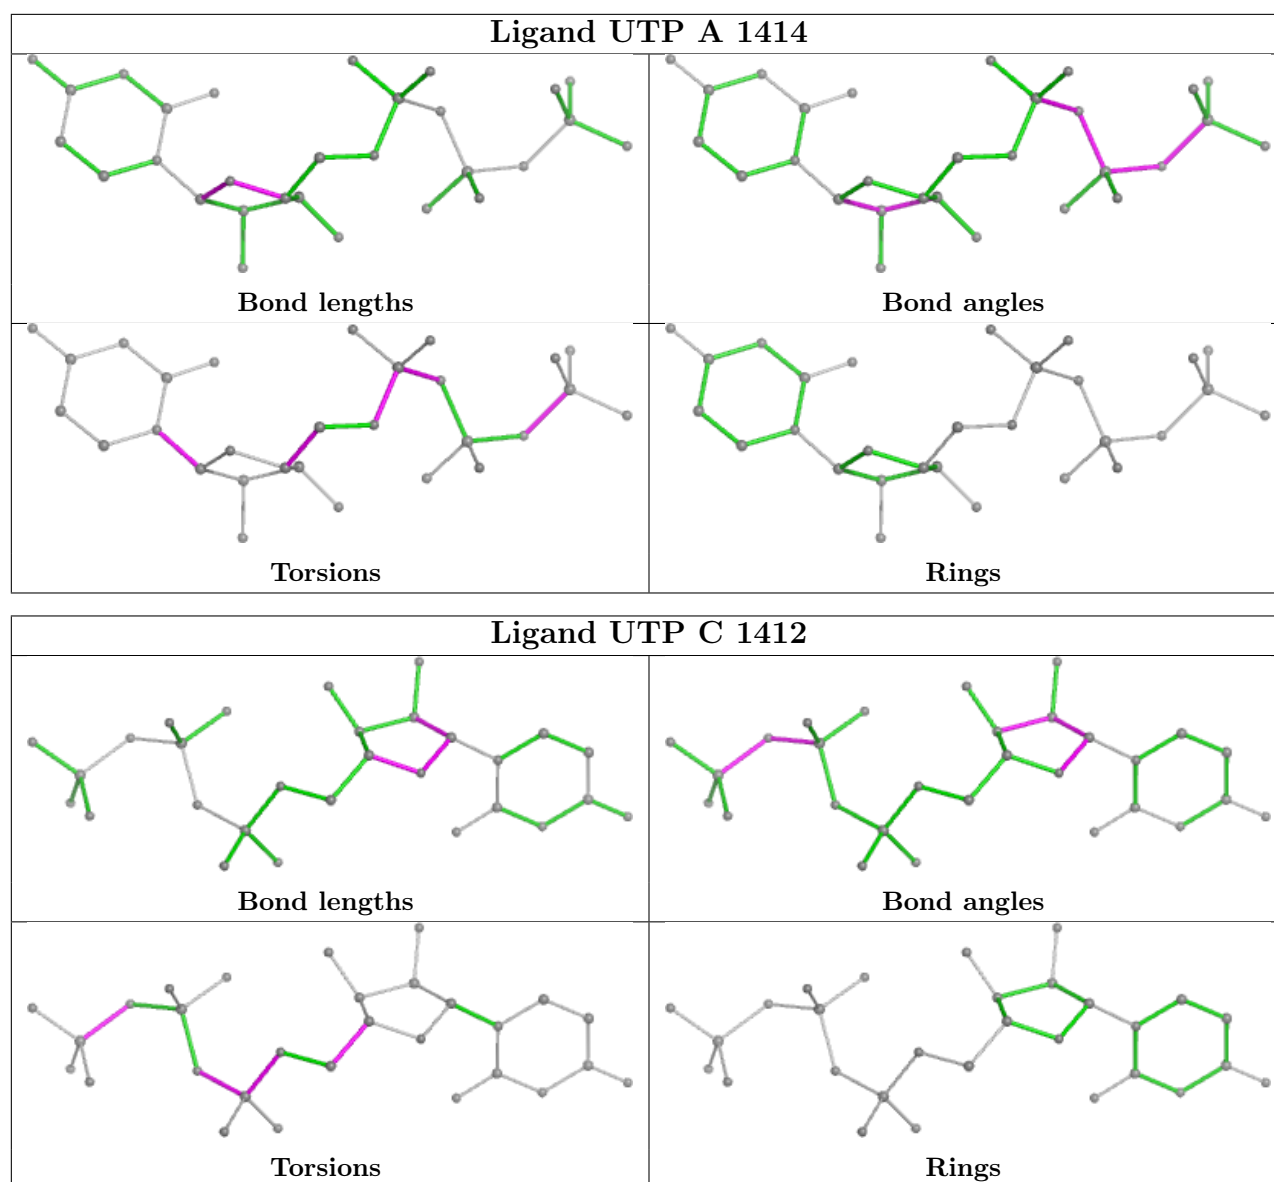 Ligand UTP A 1414
Bond lengths
Bond angles
Torsions
Rings
Ligand UTP C 1412
Bond lengths
Bond angles
Torsions
Rings